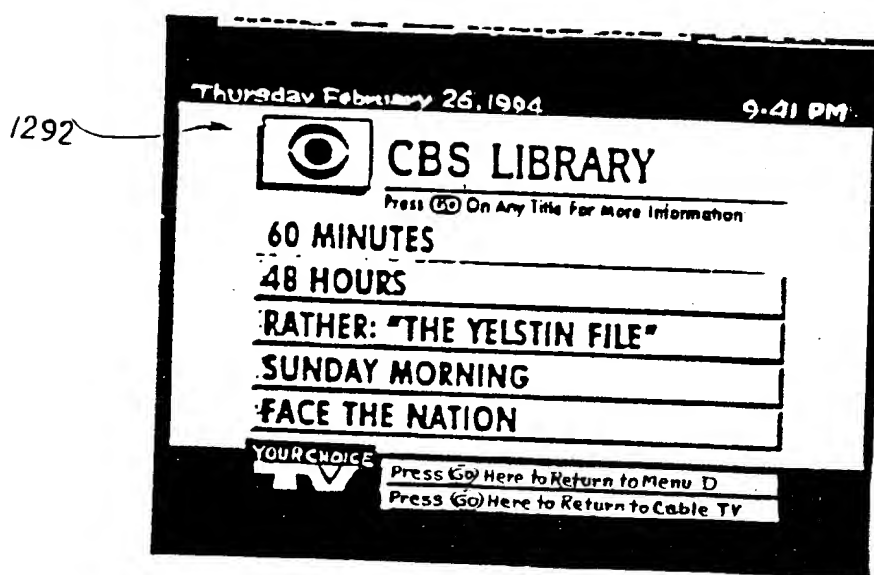 Thursday February 26, 1994 9:41 PM
1292
CBS LIBRARY
Press Go On Any Title For More Information
60 MINUTES
48 HOURS
RATHER: "THE YELSTIN FILE"
SUNDAY MORNING
FACE THE NATION
YOUR CHOICE
TV
Press Go Here to Return to Menu D
Press Go Here to Return to Cable TV